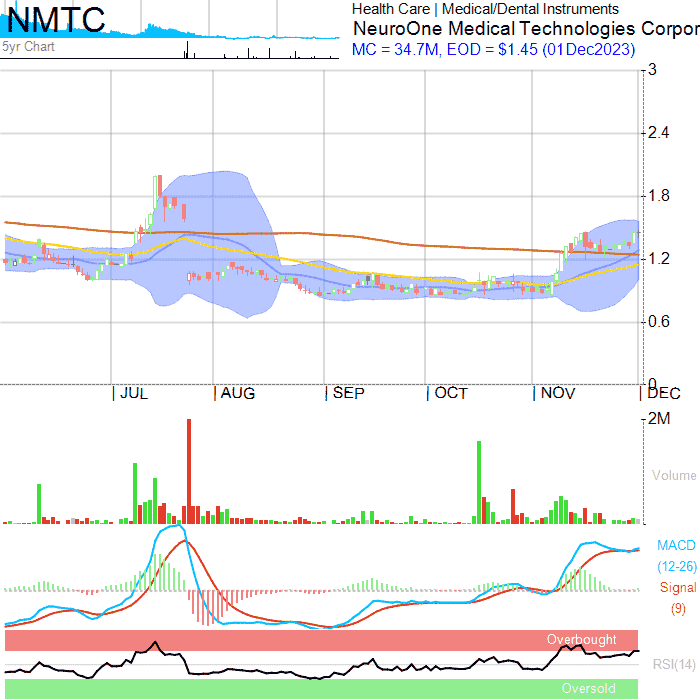 NMTC
5yr Chart
Health Care | Medical/Dental Instruments
NeuroOne Medical Technologies Corpor
MC = 34.7M, EOD = $1.45 (01Dec2023)
3
2.4
1.8
1.2
0.6
0
JUL AUG SEP OCT NOV DEC
2M
Volume
MACD
(12-26)
Signal
(9)
Overbought
RSI(14)
Oversold